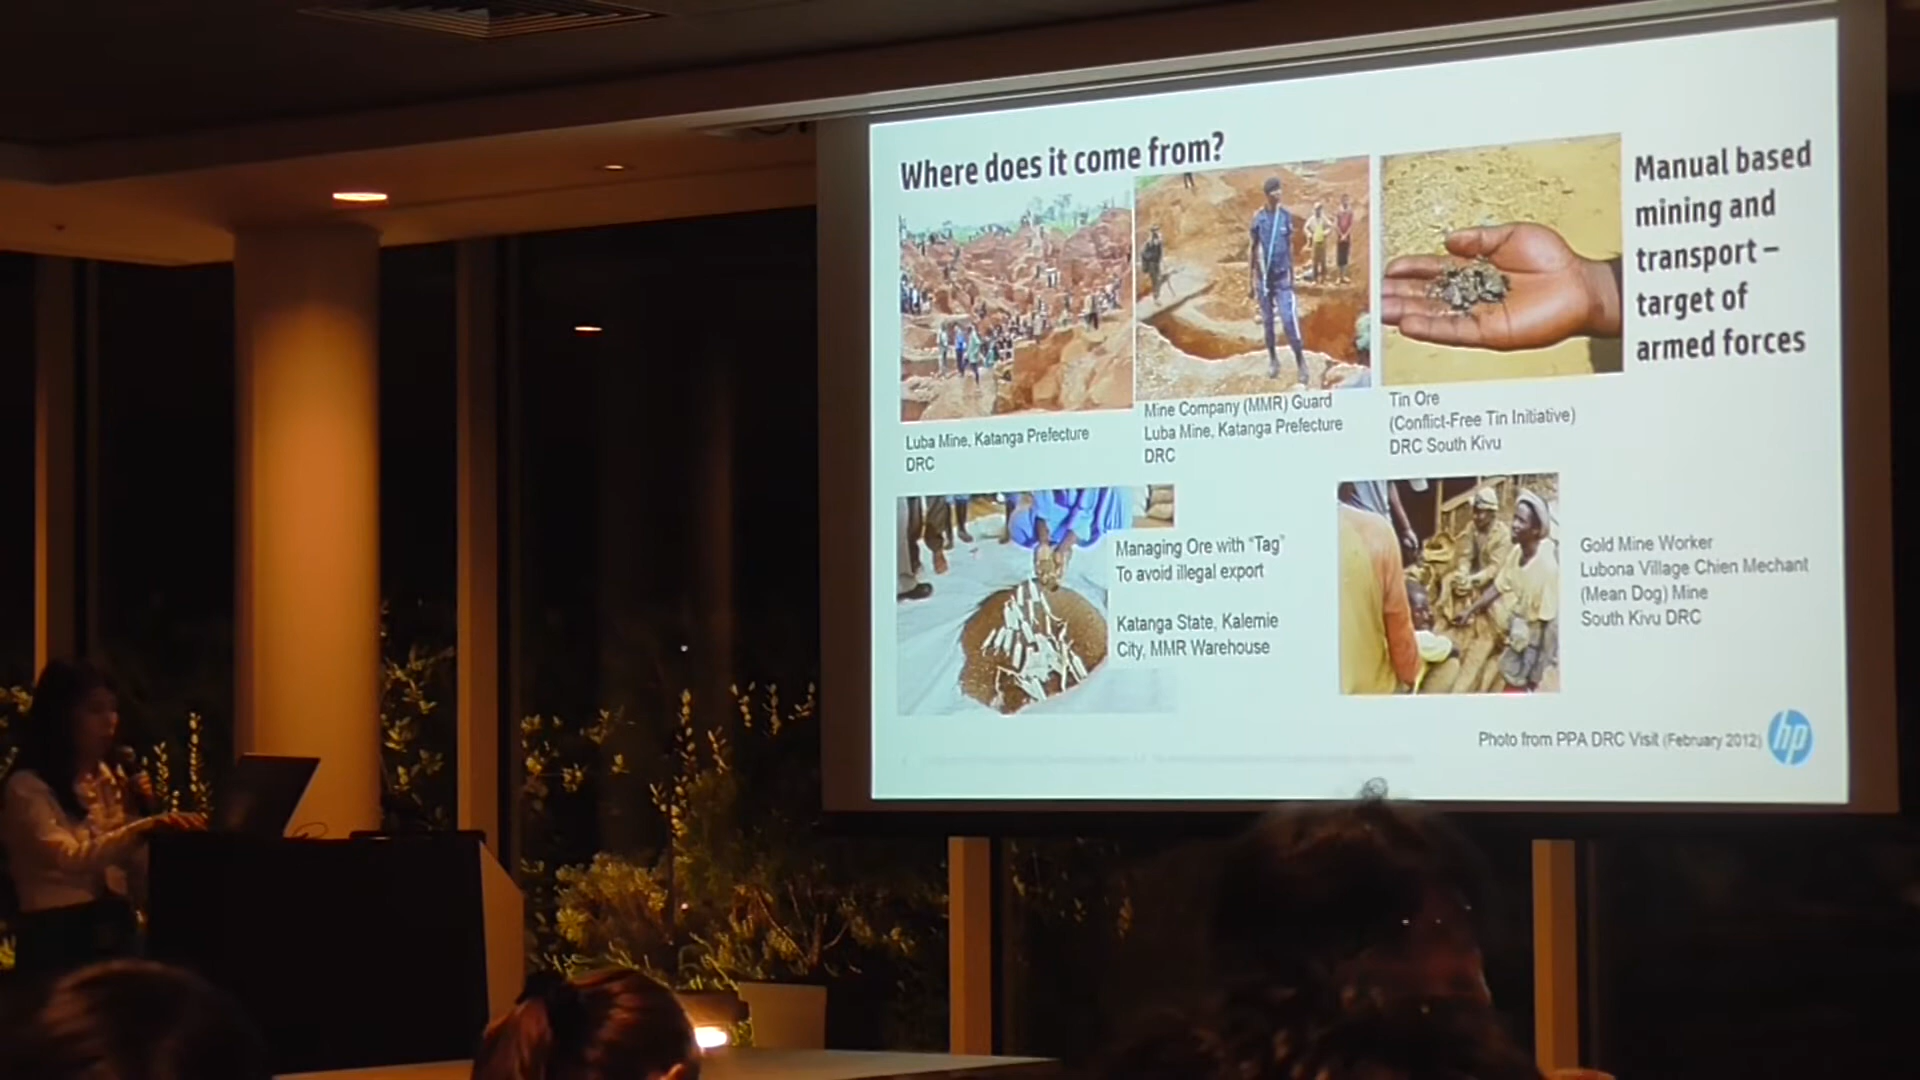 Where does it come from?
Manual based
mining and
transport –
target of
armed forces
Luba Mine, Katanga Prefecture
DRC
Mine Company (MMR) Guard
Luba Mine, Katanga Prefecture
DRC
Tin Ore
(Conflict-Free Tin Initiative)
DRC South Kivu
Managing Ore with “Tag”
To avoid illegal export
Katanga State, Kalemie
City, MMR Warehouse
Gold Mine Worker
Lubona Village Chien Mechant
(Mean Dog) Mine
South Kivu DRC
Photo from PPA DRC Visit (February 2012)
hp